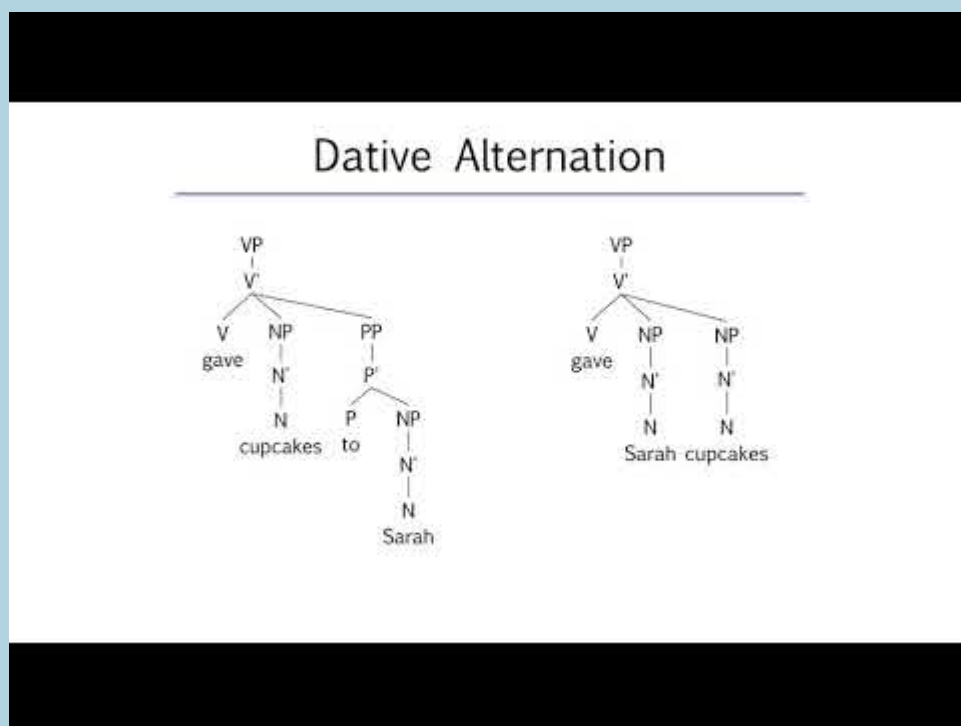 Dative Alternation
VP
V'
V NP PP
gave
N' P'
N P NP
cupcakes to
N'
N
Sarah
VP
V'
V NP NP
gave
N' N'
N N
Sarah cupcakes